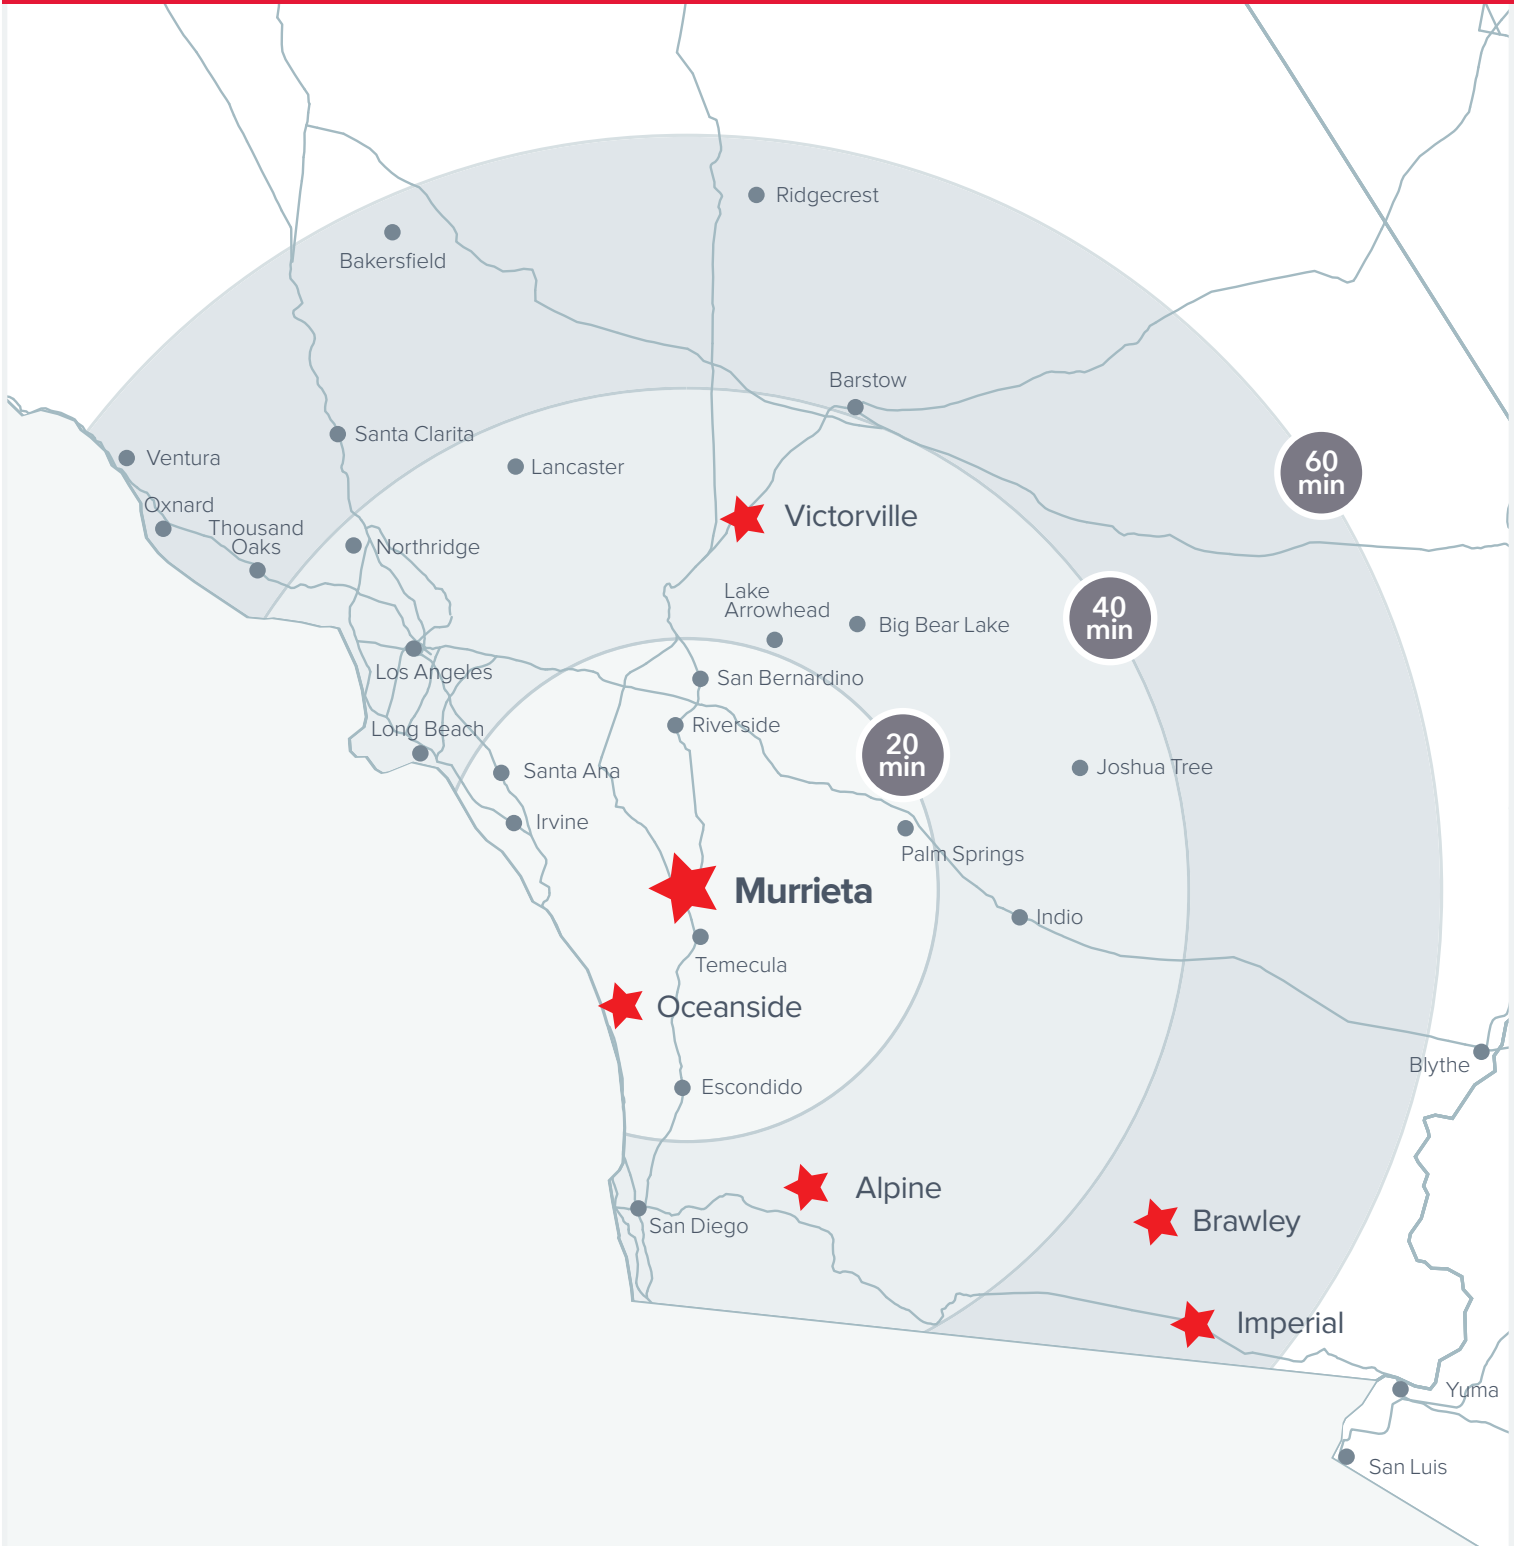 Ridgecrest
Bakersfield
Barstow
Santa Clarita
Ventura
Lancaster
60
min
Oxnard
Thousand
Oaks
Victorville
Northridge
Lake
Arrowhead
Big Bear Lake
40
min
Los Angeles
San Bernardino
Long Beach
Riverside
20
min
Santa Ana
Joshua Tree
Irvine
Palm Springs
Murrieta
Indio
Temecula
Oceanside
Blythe
Escondido
Alpine
San Diego
Brawley
Imperial
Yuma
San Luis